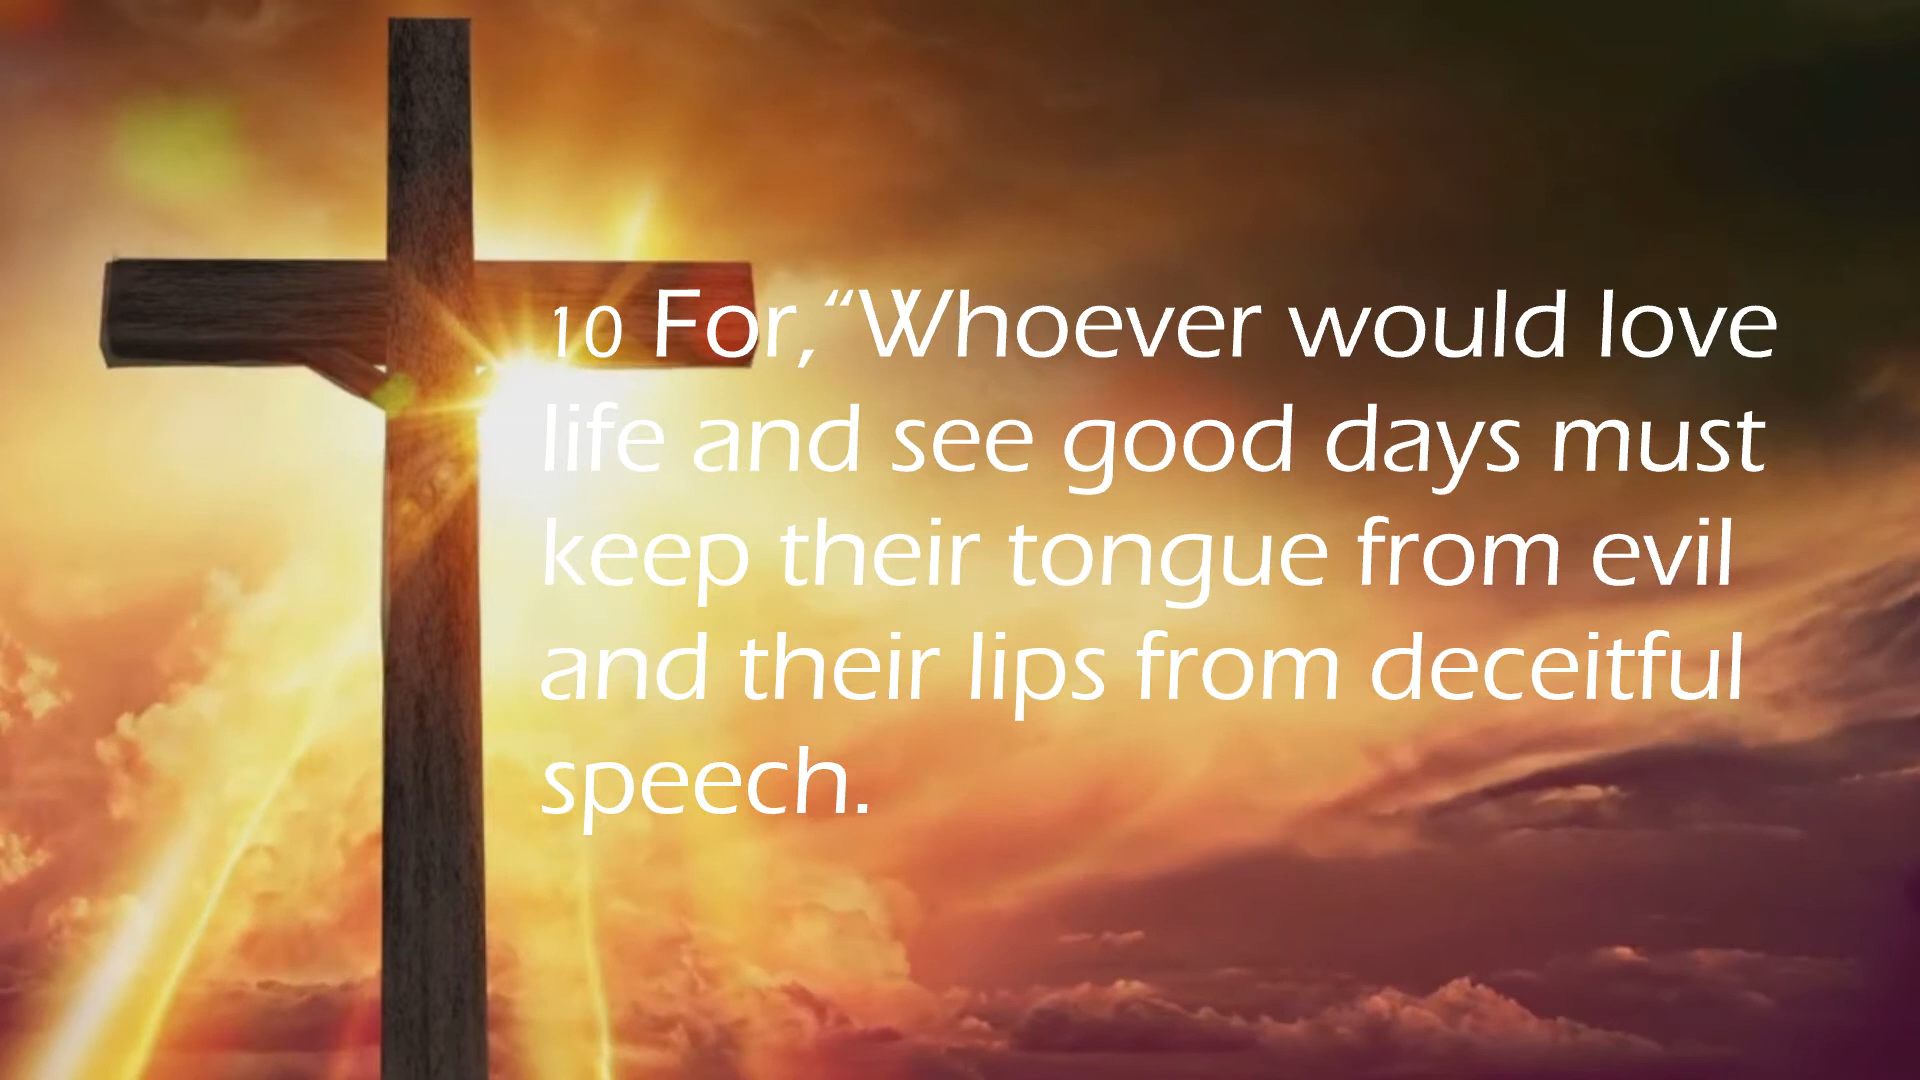 10 For, “Whoever would love
life and see good days must
keep their tongue from evil
and their lips from deceitful
speech.